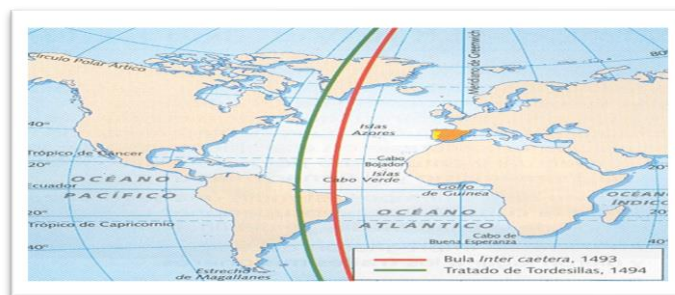 Círculo Polar Ártico
Meridiano de Greenwich
80°
40°
Islas
Azores
Trópico de Cáncer
20°
Cabo
Bojador
20°
Islas
Cabo Verde
OCÉANO
PACÍFICO
Ecuador
Golfo
de Guinea
OCÉANO
ÍNDICO
20°
OCÉANO
ATLÁNTICO
20°
Trópico de Capricornio
Cabo de
Buena Esperanza
40°
40°
Estrecho
de Magallanes
Bula Inter caetera, 1493
Tratado de Tordesillas, 1494